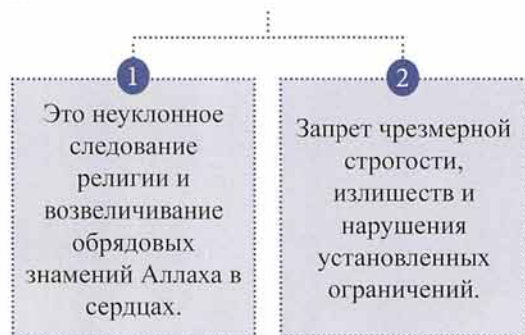 1
Это неуклонное
следование
религии и
возвеличивание
обрядовых
знамений Аллаха в
сердцах.
2
Запрет чрезмерной
строгости,
излишеств и
нарушения
установленных
ограничений.